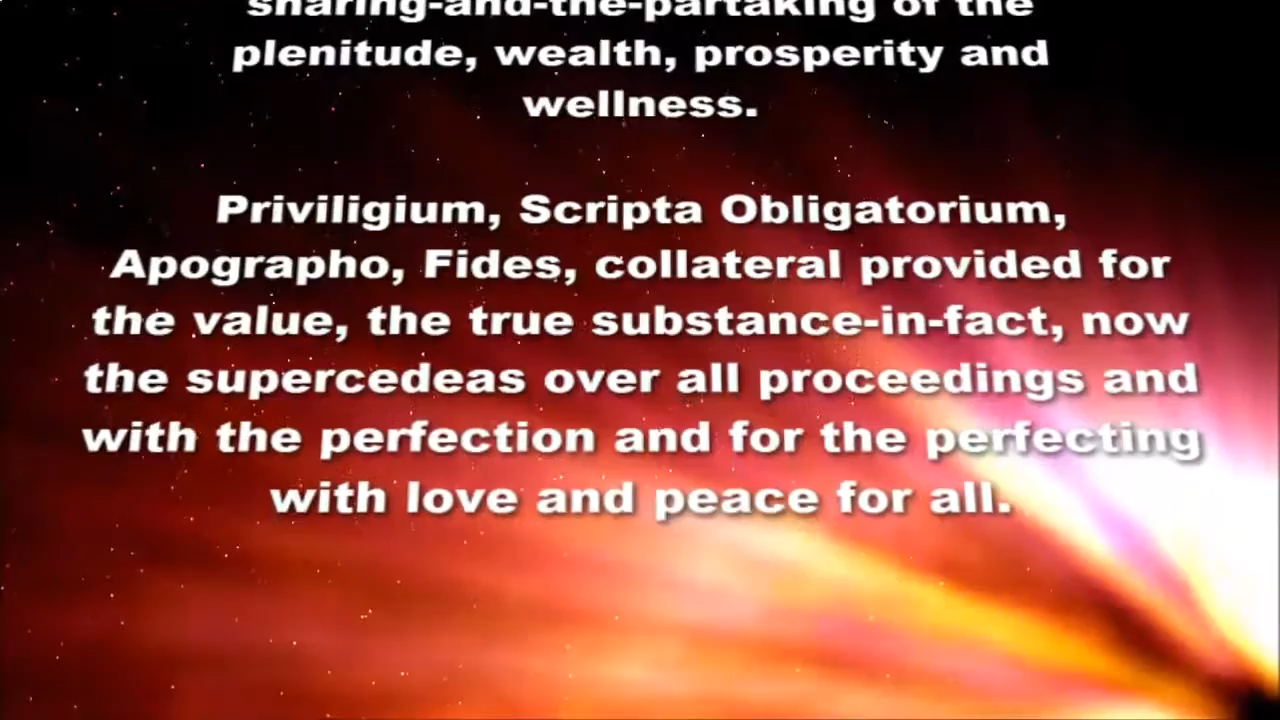 sharing-and-the-partaking of the
plenitude, wealth, prosperity and
wellness.
Priviligium, Scripta Obligatorium,
Apographo, Fides, collateral provided for
the value, the true substance-in-fact, now
the supercedeas over all proceedings and
with the perfection and for the perfecting
with love and peace for all.